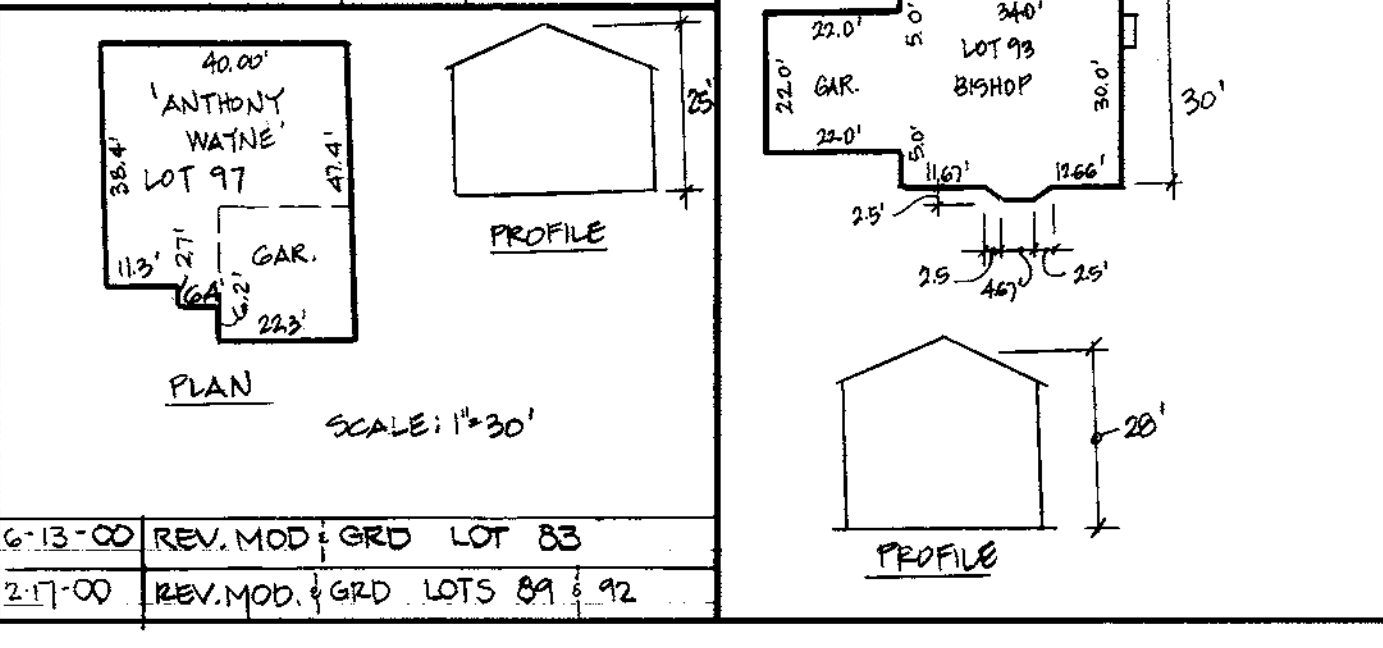 40.00'
'ANTHONY
WAYNE'
LOT 97
38.4'
47.4'
11.3'
2.7'
6.4'
6.2'
GAR.
22.3'
PLAN
25'
PROFILE
SCALE: 1"=30'
6-13-00 REV. MOD & GRD LOT 83
2-17-00 REV. MOD. & GRD LOTS 89 & 92
22.0'
5.0'
34.0'
LOT 93
BISHOP
22.0'
GAR.
30.0'
30'
22.0'
5.0'
11.67'
12.66'
2.5'
2.5
4.67'
2.5'
28'
PROFILE